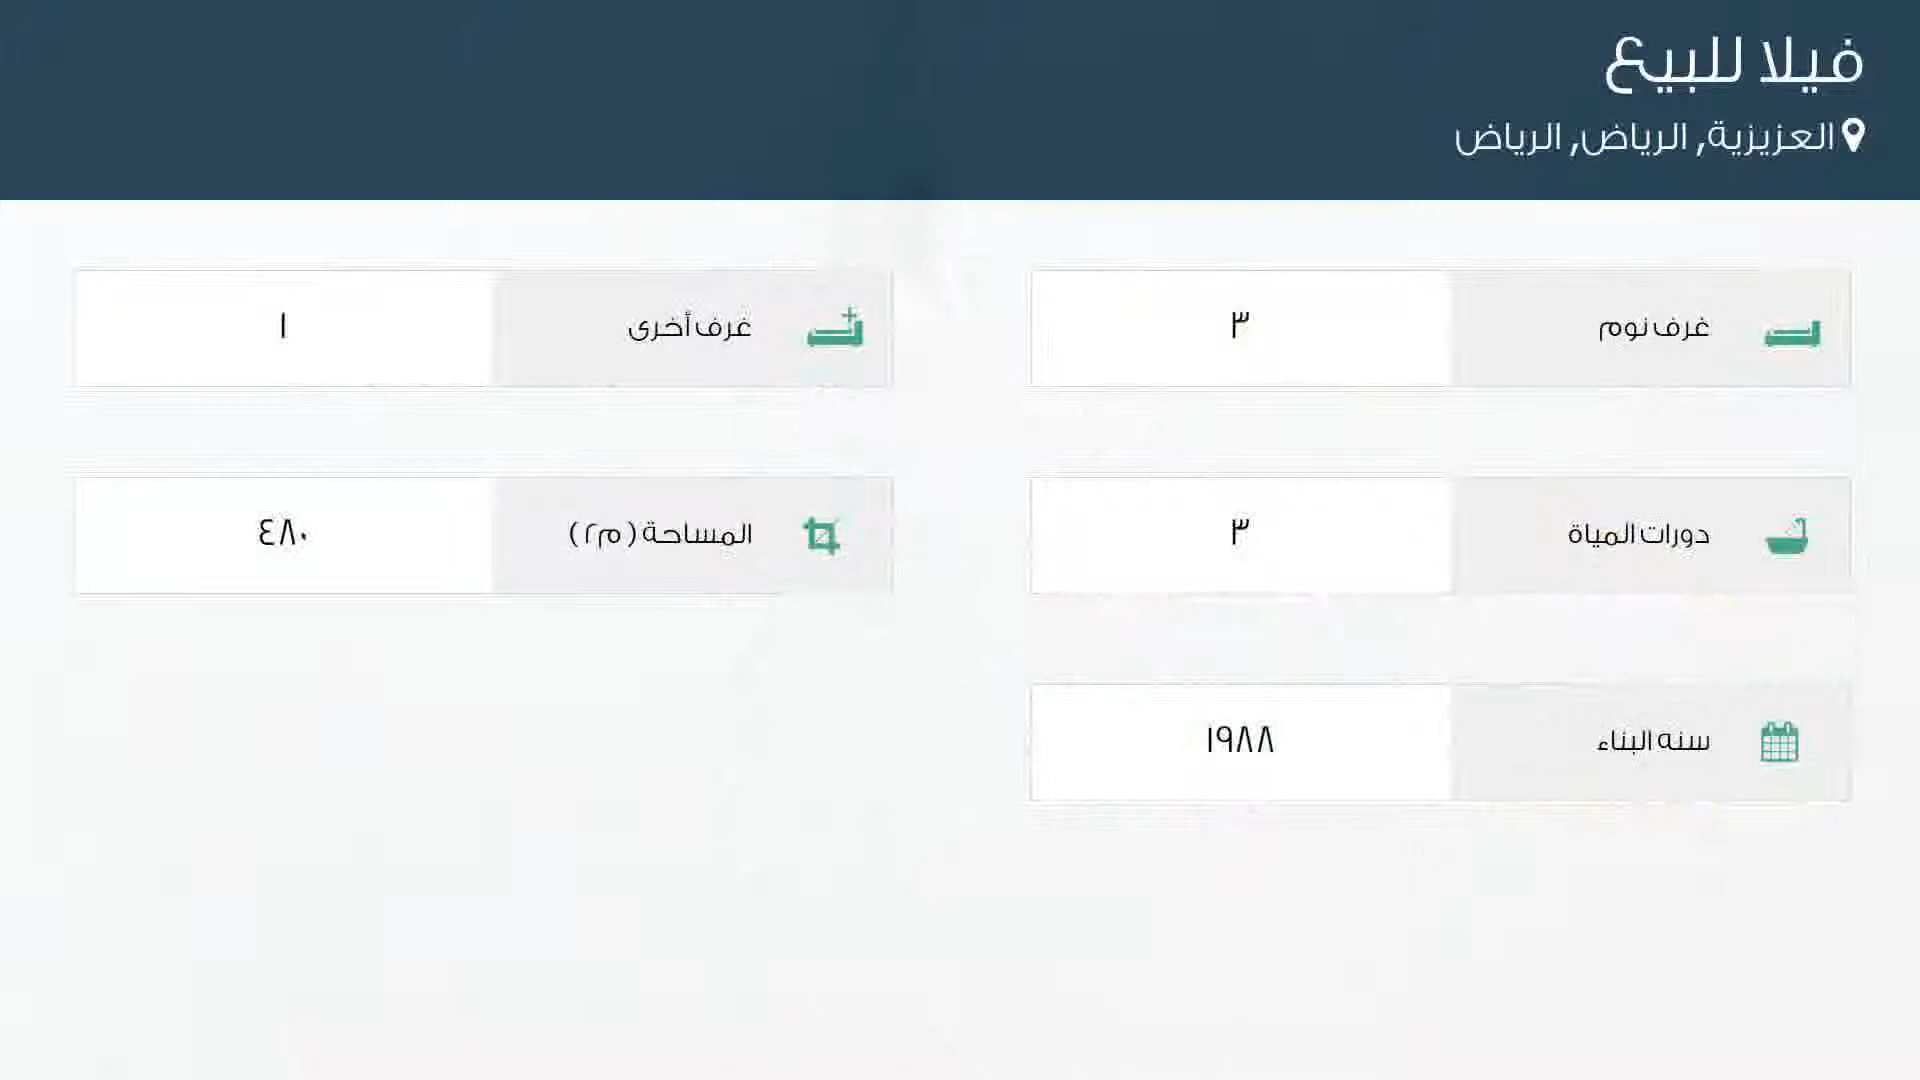 فيلا للبيع
العزيزية, الرياض, الرياض
غرف نوم ٣
غرف أخرى ١
دورات المياة ٣
المساحة (م٢) ٤٨٠
سنه البناء ١٩٨٨